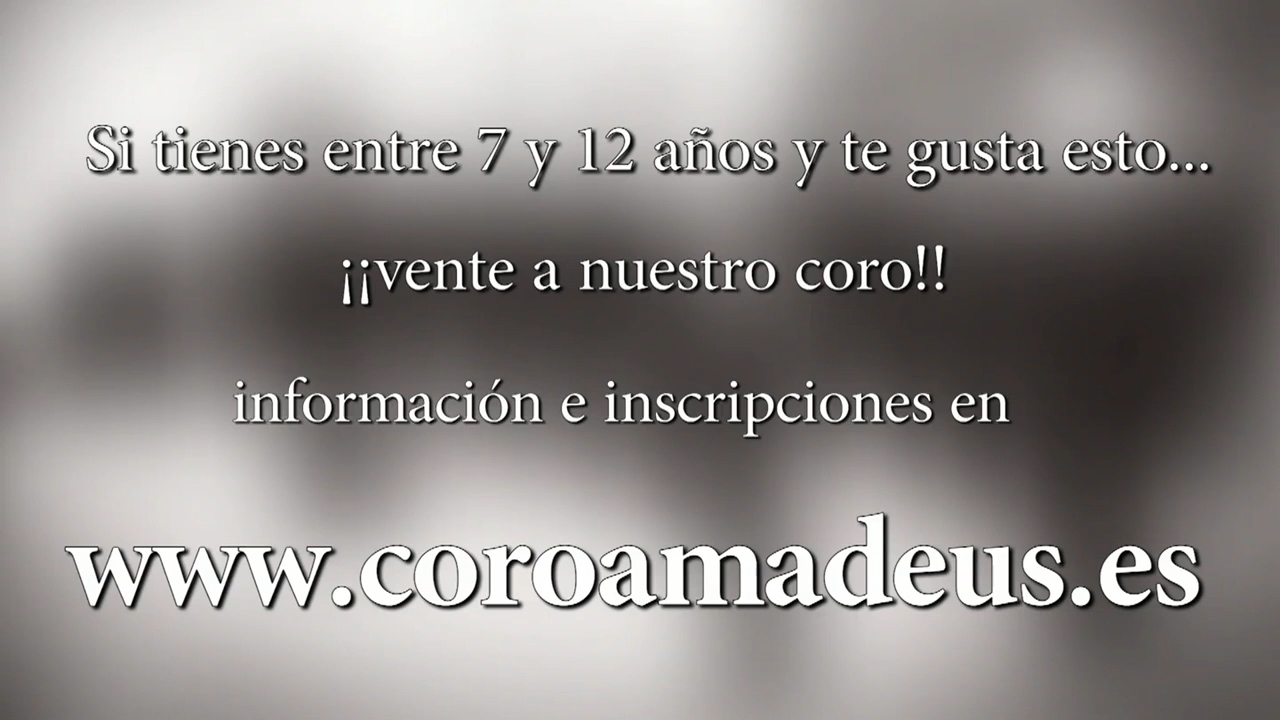 Si tienes entre 7 y 12 años y te gusta esto...
¡¡vente a nuestro coro!!
información e inscripciones en
www.coroamadeus.es